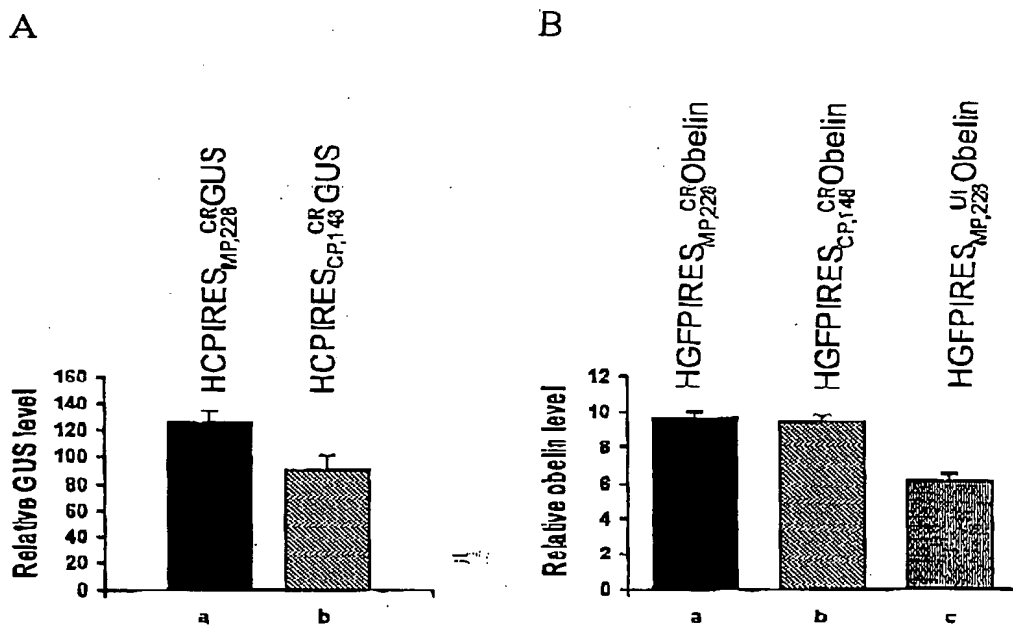 A
HCPIRES CR MP,228 GUS
HCPIRES CR CP,148 GUS
Relative GUS level
160
140
120
100
80
60
40
20
0
a
b
B
HGFPIRES CR MP,228 Obelin
HGFPIRES CR CP,148 Obelin
HGFPIRES UI MP,228 Obelin
Relative obelin level
12
10
8
6
4
2
0
a
b
c